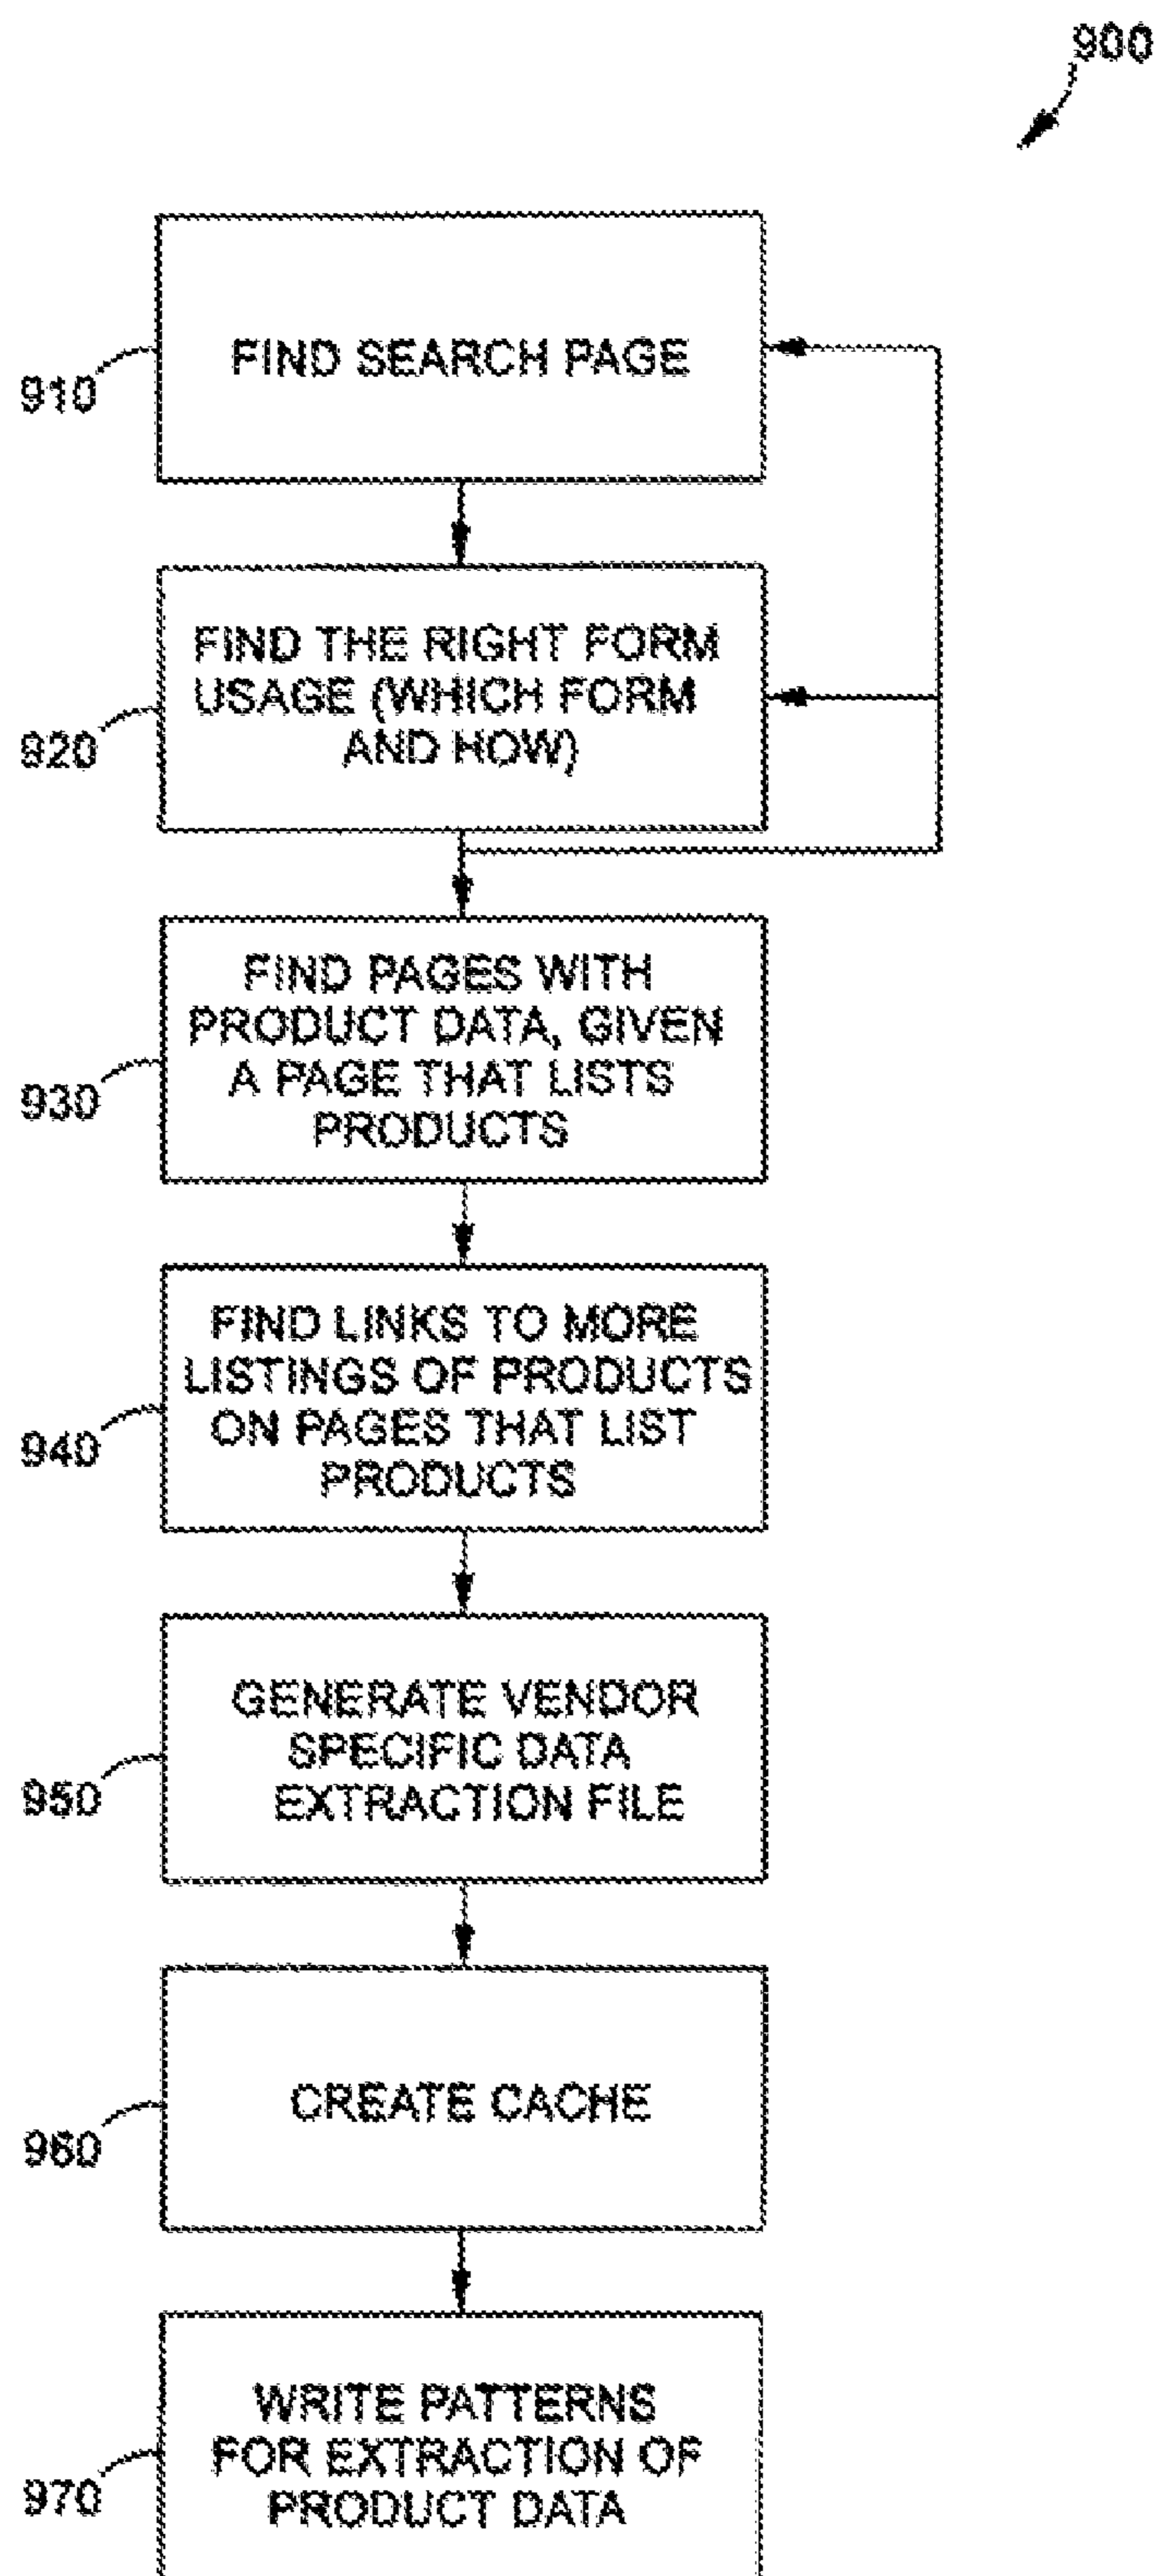 900
FIND SEARCH PAGE
910
FIND THE RIGHT FORM
USAGE (WHICH FORM
AND HOW)
920
FIND PAGES WITH
PRODUCT DATA, GIVEN
A PAGE THAT LISTS
PRODUCTS
930
FIND LINKS TO MORE
LISTINGS OF PRODUCTS
ON PAGES THAT LIST
PRODUCTS
940
GENERATE VENDOR
SPECIFIC DATA
EXTRACTION FILE
950
CREATE CACHE
960
WRITE PATTERNS
FOR EXTRACTION OF
PRODUCT DATA
970